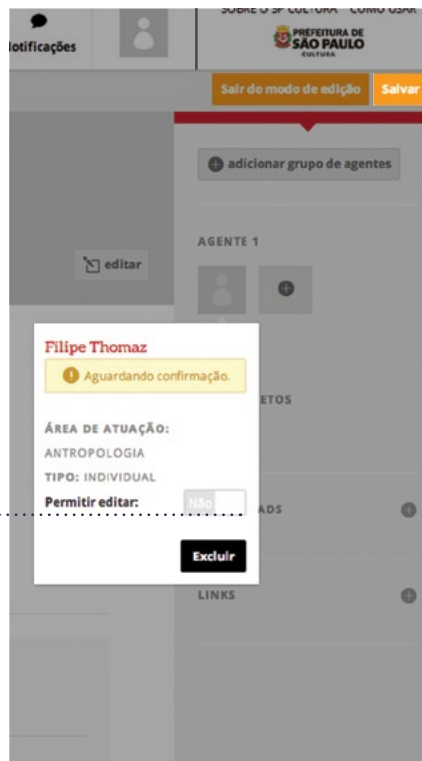 SOBRE O SP CULTURA COMO USAR
Notificações
PREFEITURA DE
SÃO PAULO
CULTURA
Sair do modo de edição Salvar
adicionar grupo de agentes
AGENTE 1
editar
Filipe Thomaz
Aguardando confirmação.
ETOS
ÁREA DE ATUAÇÃO:
ANTROPOLOGIA
TIPO: INDIVIDUAL
Permitir editar: Não
ADS
Excluir
LINKS